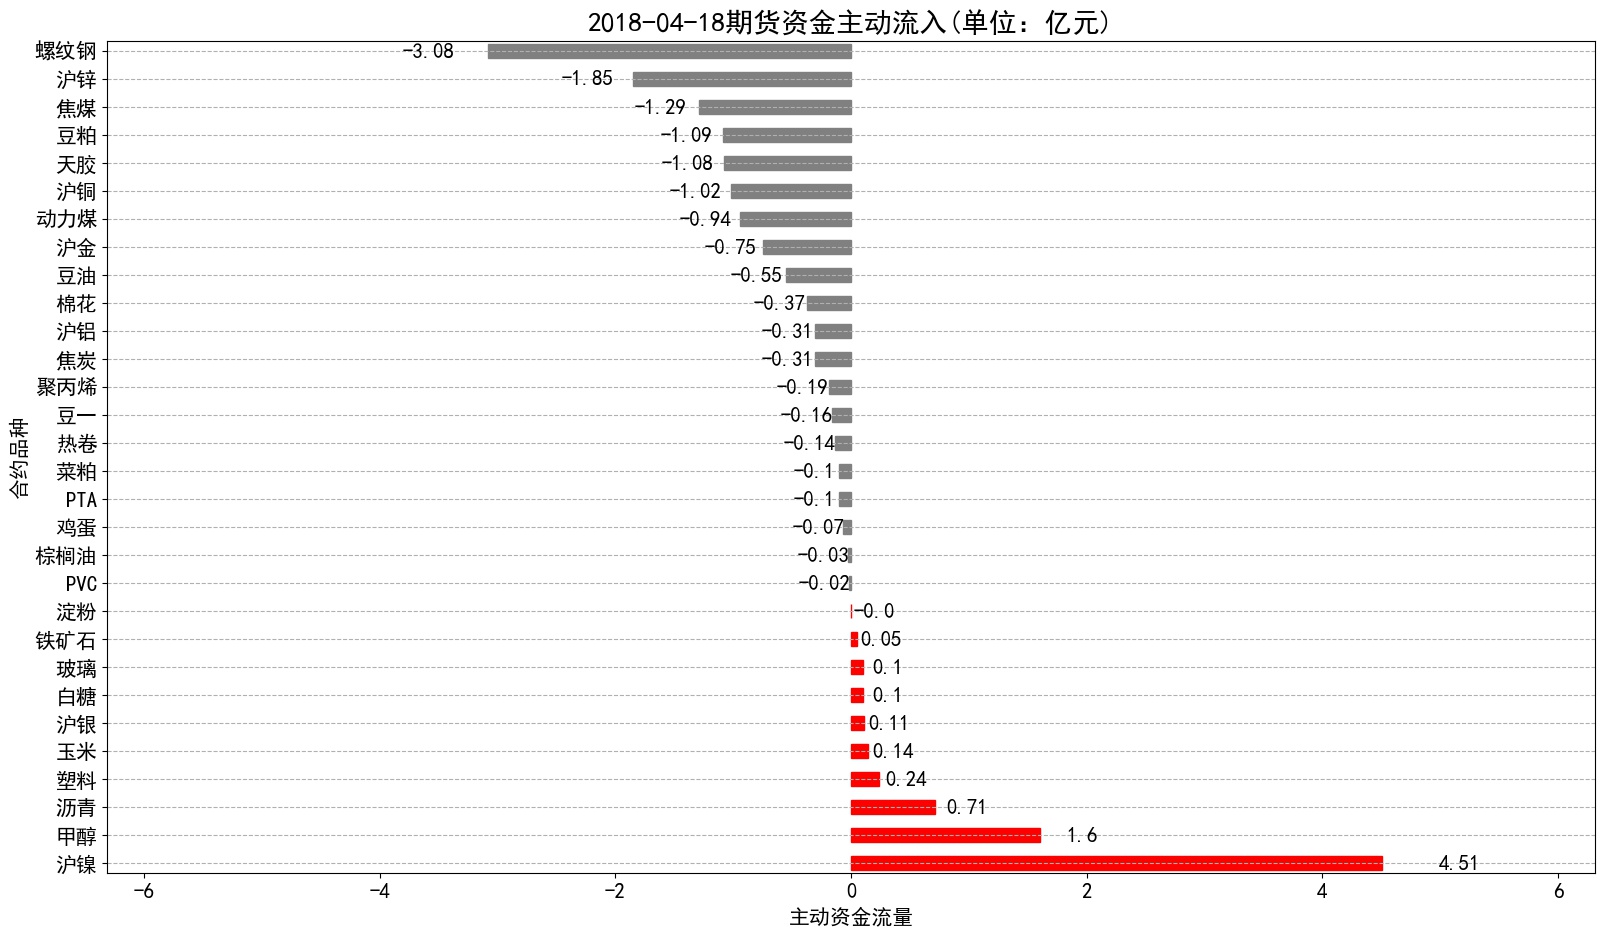 2018-04-18期货资金主动流入(单位：亿元)
螺纹钢 -3.08
沪锌 -1.85
焦煤 -1.29
豆粕 -1.09
天胶 -1.08
沪铜 -1.02
动力煤 -0.94
沪金 -0.75
豆油 -0.55
棉花 -0.37
沪铝 -0.31
焦炭 -0.31
聚丙烯 -0.19
豆一 -0.16
热卷 -0.14
菜粕 -0.1
PTA -0.1
鸡蛋 -0.07
棕榈油 -0.03
PVC -0.02
淀粉 -0.0
铁矿石 0.05
玻璃 0.1
白糖 0.1
沪银 0.11
玉米 0.14
塑料 0.24
沥青 0.71
甲醇 1.6
沪镍 4.51
合约品种
-6 -4 -2 0 2 4 6
主动资金流量